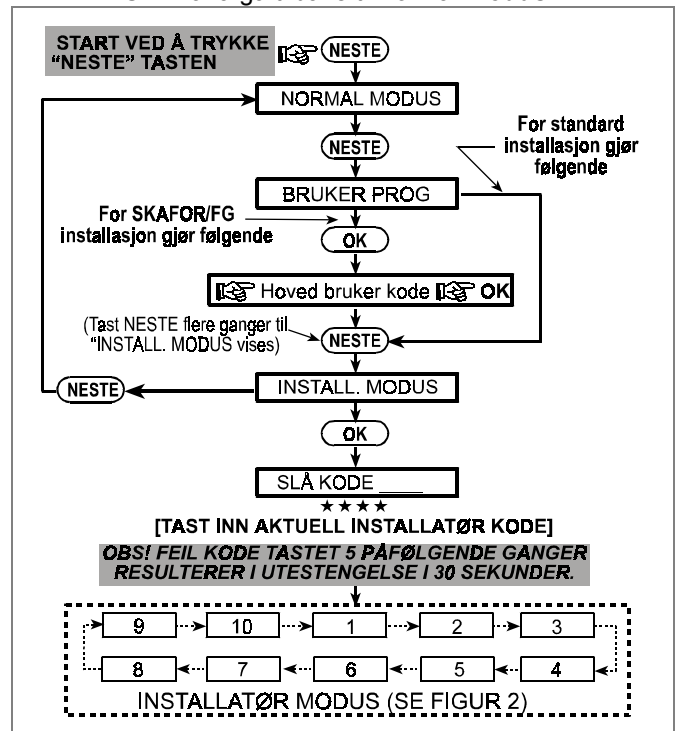 START VED Å TRYKKE
“NESTE” TASTEN
NESTE
NORMAL MODUS
NESTE
For standard
installasjon gjør
følgende
BRUKER PROG
For SKAFOR/FG
installasjon gjør følgende
OK
Hoved bruker kode OK
(Tast NESTE flere ganger til
“INSTALL. MODUS vises)
NESTE
NESTE
INSTALL. MODUS
OK
SLÅ KODE ____
★★★★
[TAST INN AKTUELL INSTALLATØR KODE]
OBS! FEIL KODE TASTET 5 PÅFØLGENDE GANGER
RESULTERER I UTESTENGELSE I 30 SEKUNDER.
9 10 1 2 3
8 7 6 5 4
INSTALLATØR MODUS (SE FIGUR 2)